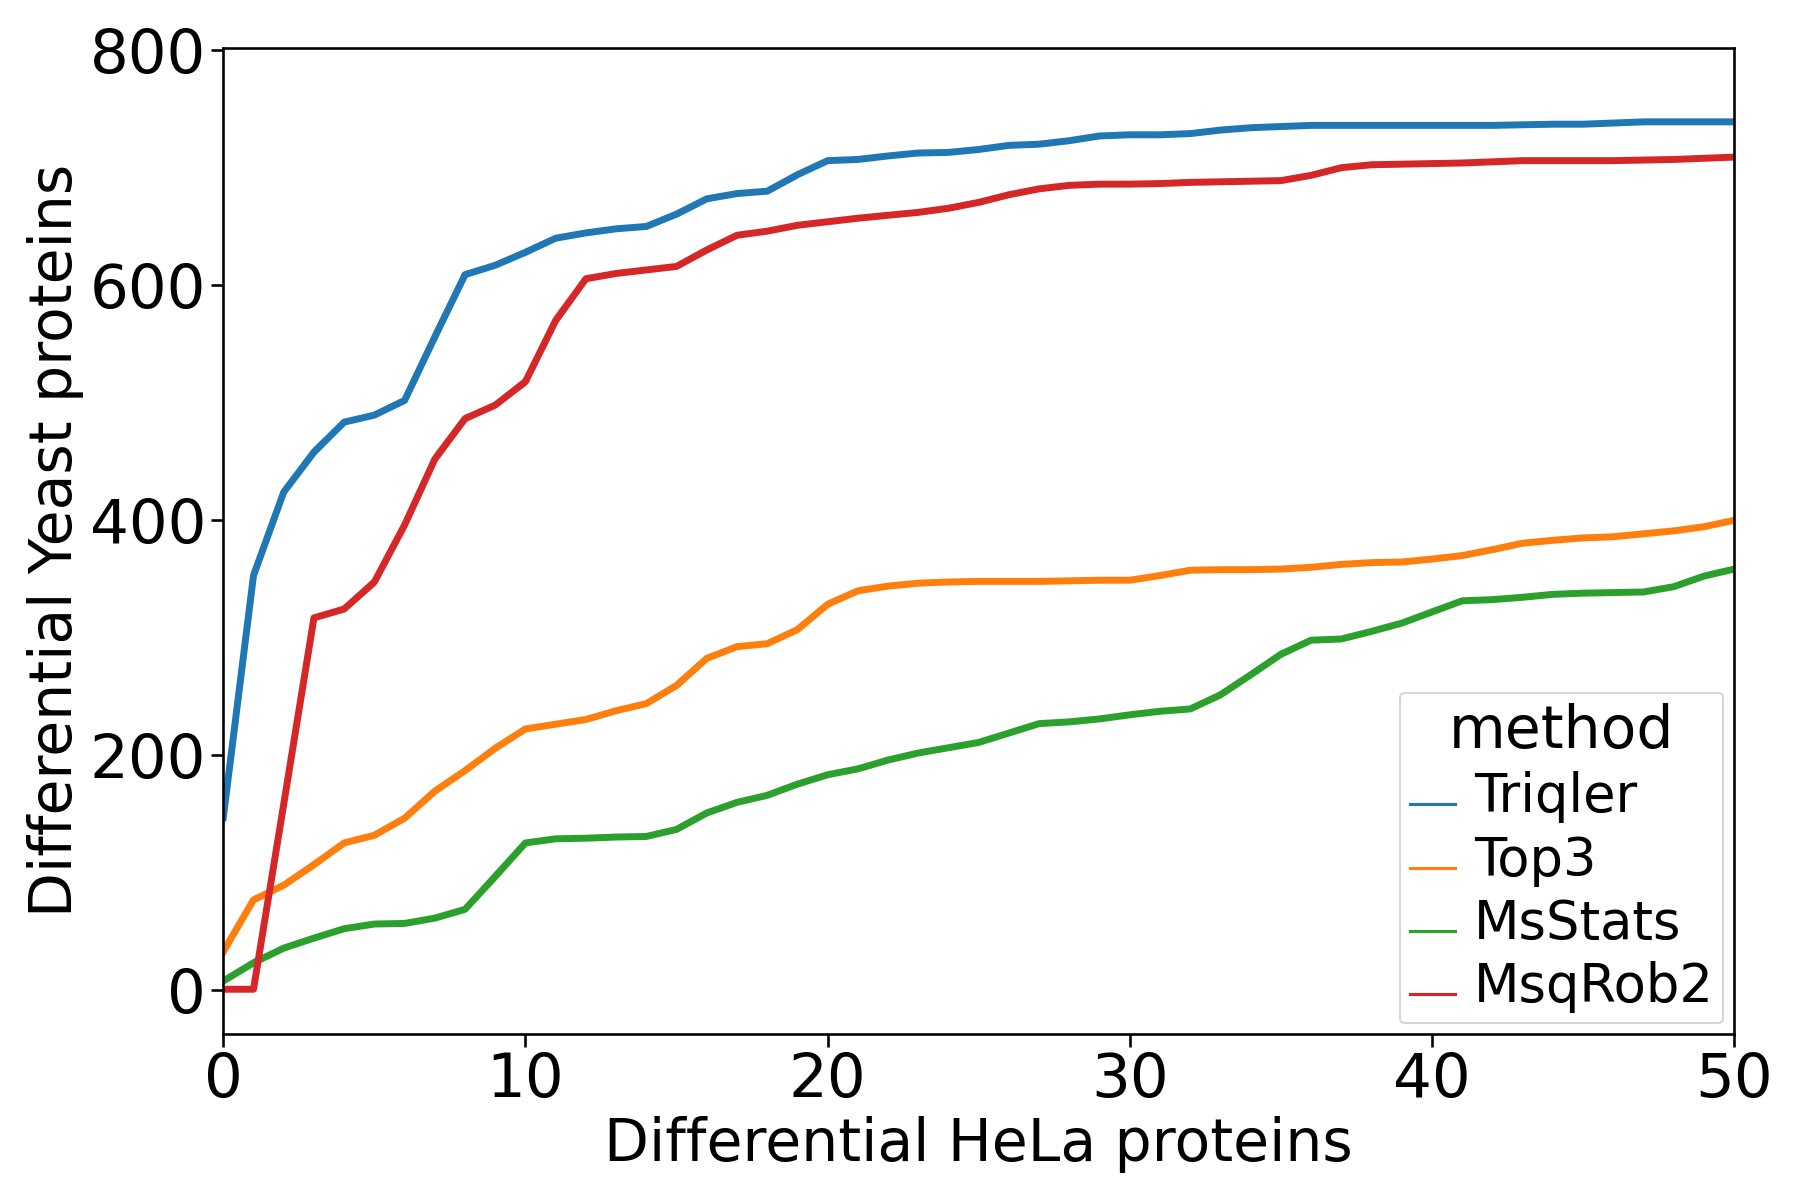 800
600
400
200
0
Differential Yeast proteins
0 10 20 30 40 50
Differential HeLa proteins
method
Triqler
Top3
MsStats
MsqRob2